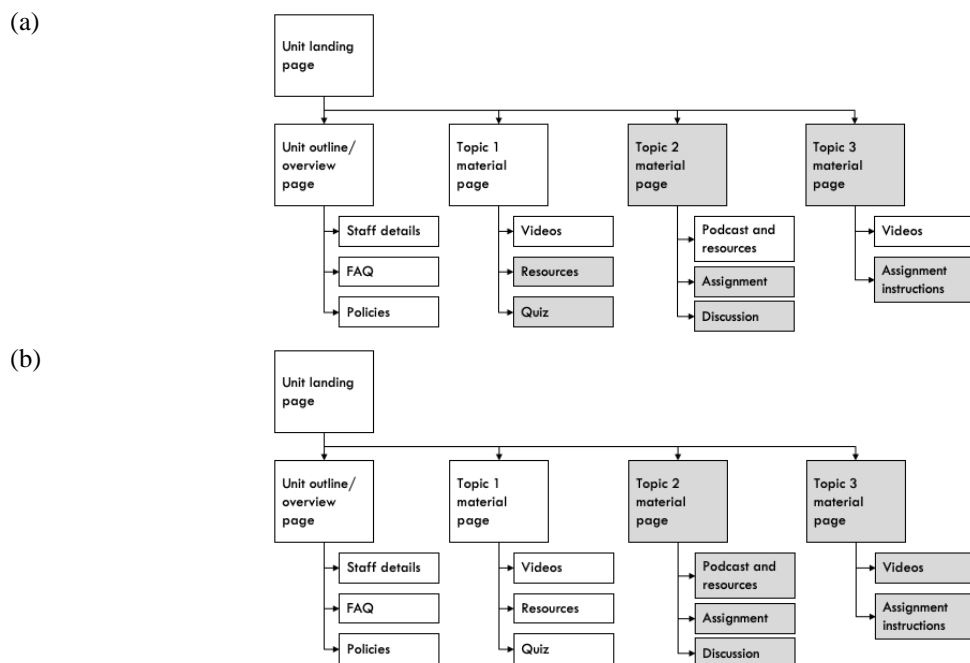 (a)
Unit landing
page
Unit outline/
overview
page
Topic 1
material
page
Topic 2
material
page
Topic 3
material
page
Staff details
Videos
Podcast and
resources
Videos
FAQ
Resources
Assignment
Assignment
instructions
Policies
Quiz
Discussion
(b)
Unit landing
page
Unit outline/
overview
page
Topic 1
material
page
Topic 2
material
page
Topic 3
material
page
Staff details
Videos
Podcast and
resources
Videos
FAQ
Resources
Assignment
Assignment
instructions
Policies
Quiz
Discussion